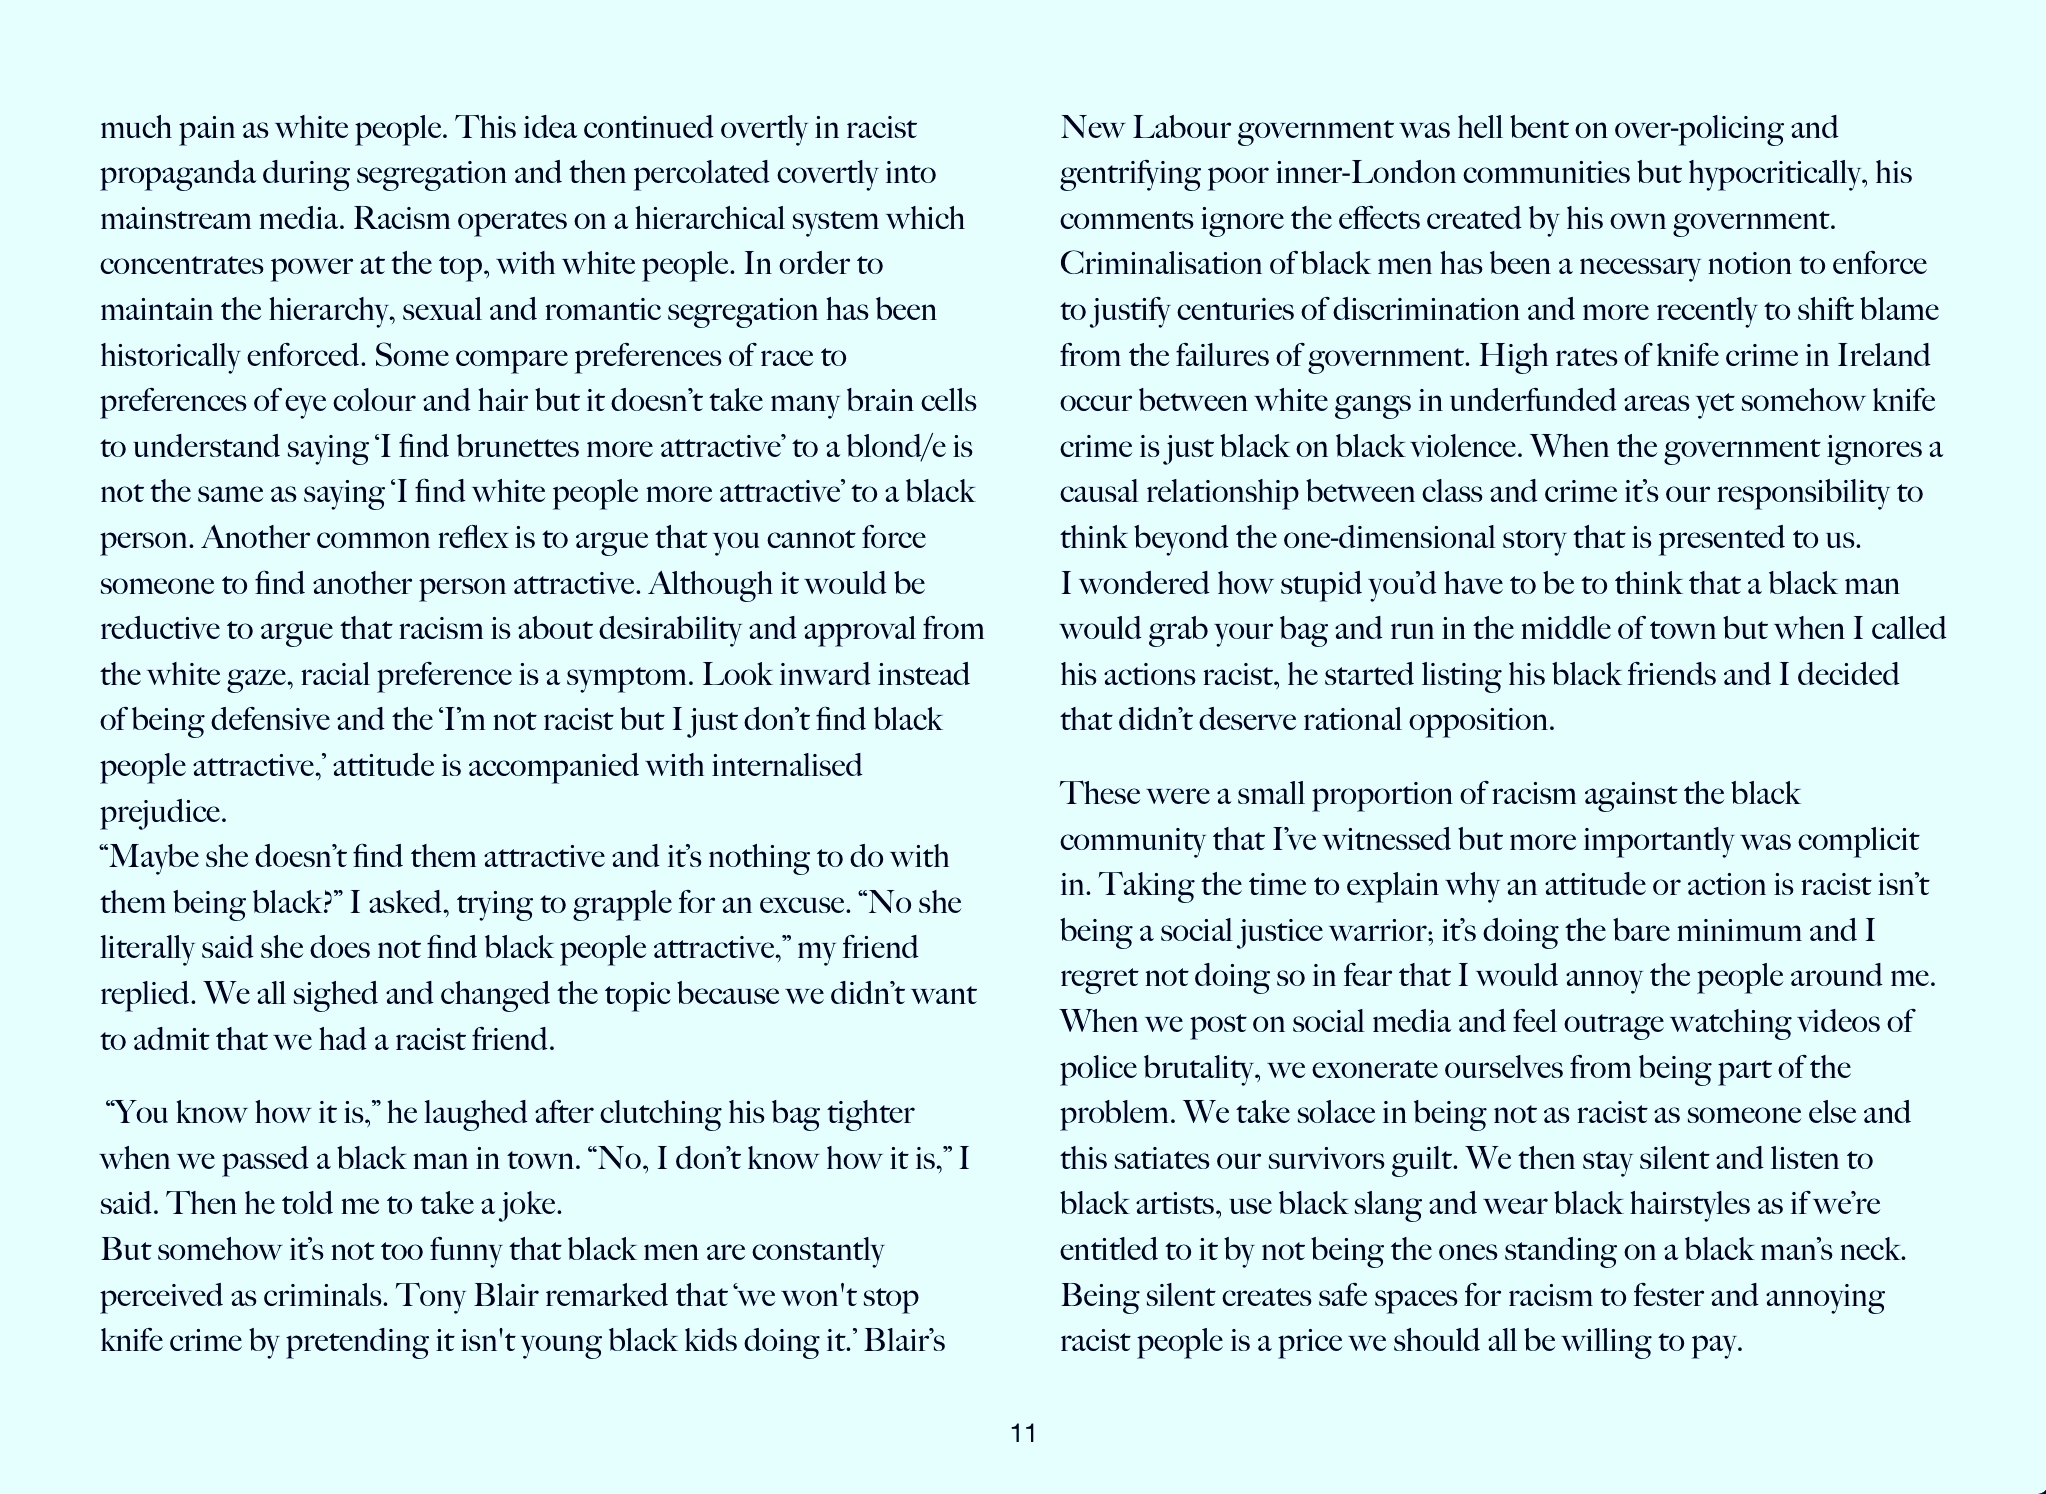 much pain as white people. This idea continued overtly in racist
propaganda during segregation and then percolated covertly into
mainstream media. Racism operates on a hierarchical system which
concentrates power at the top, with white people. In order to
maintain the hierarchy, sexual and romantic segregation has been
historically enforced. Some compare preferences of race to
preferences of eye colour and hair but it doesn’t take many brain cells
to understand saying ‘I find brunettes more attractive’ to a blond/e is
not the same as saying ‘I find white people more attractive’ to a black
person. Another common reflex is to argue that you cannot force
someone to find another person attractive. Although it would be
reductive to argue that racism is about desirability and approval from
the white gaze, racial preference is a symptom. Look inward instead
of being defensive and the ‘I’m not racist but I just don’t find black
people attractive,’ attitude is accompanied with internalised
prejudice.
“Maybe she doesn’t find them attractive and it’s nothing to do with
them being black?” I asked, trying to grapple for an excuse. “No she
literally said she does not find black people attractive,” my friend
replied. We all sighed and changed the topic because we didn’t want
to admit that we had a racist friend.
“You know how it is,” he laughed after clutching his bag tighter
when we passed a black man in town. “No, I don’t know how it is,” I
said. Then he told me to take a joke.
But somehow it’s not too funny that black men are constantly
perceived as criminals. Tony Blair remarked that ‘we won't stop
knife crime by pretending it isn't young black kids doing it.’ Blair’s
New Labour government was hell bent on over-policing and
gentrifying poor inner-London communities but hypocritically, his
comments ignore the effects created by his own government.
Criminalisation of black men has been a necessary notion to enforce
to justify centuries of discrimination and more recently to shift blame
from the failures of government. High rates of knife crime in Ireland
occur between white gangs in underfunded areas yet somehow knife
crime is just black on black violence. When the government ignores a
causal relationship between class and crime it’s our responsibility to
think beyond the one-dimensional story that is presented to us.
I wondered how stupid you’d have to be to think that a black man
would grab your bag and run in the middle of town but when I called
his actions racist, he started listing his black friends and I decided
that didn’t deserve rational opposition.
These were a small proportion of racism against the black
community that I’ve witnessed but more importantly was complicit
in. Taking the time to explain why an attitude or action is racist isn’t
being a social justice warrior; it’s doing the bare minimum and I
regret not doing so in fear that I would annoy the people around me.
When we post on social media and feel outrage watching videos of
police brutality, we exonerate ourselves from being part of the
problem. We take solace in being not as racist as someone else and
this satiates our survivors guilt. We then stay silent and listen to
black artists, use black slang and wear black hairstyles as if we’re
entitled to it by not being the ones standing on a black man’s neck.
Being silent creates safe spaces for racism to fester and annoying
racist people is a price we should all be willing to pay.
11